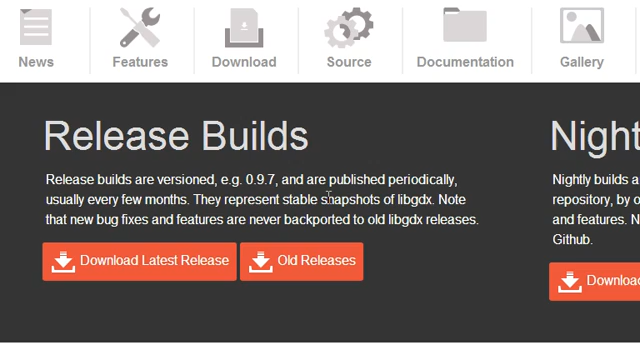 News Features Download Source Documentation Gallery
Release Builds
Release builds are versioned, e.g. 0.9.7, and are published periodically,
usually every few months. They represent stable snapshots of libgdx. Note
that new bug fixes and features are never backported to old libgdx releases.
Download Latest Release Old Releases
Nightly builds a
repository, by o
and features. N
Github.